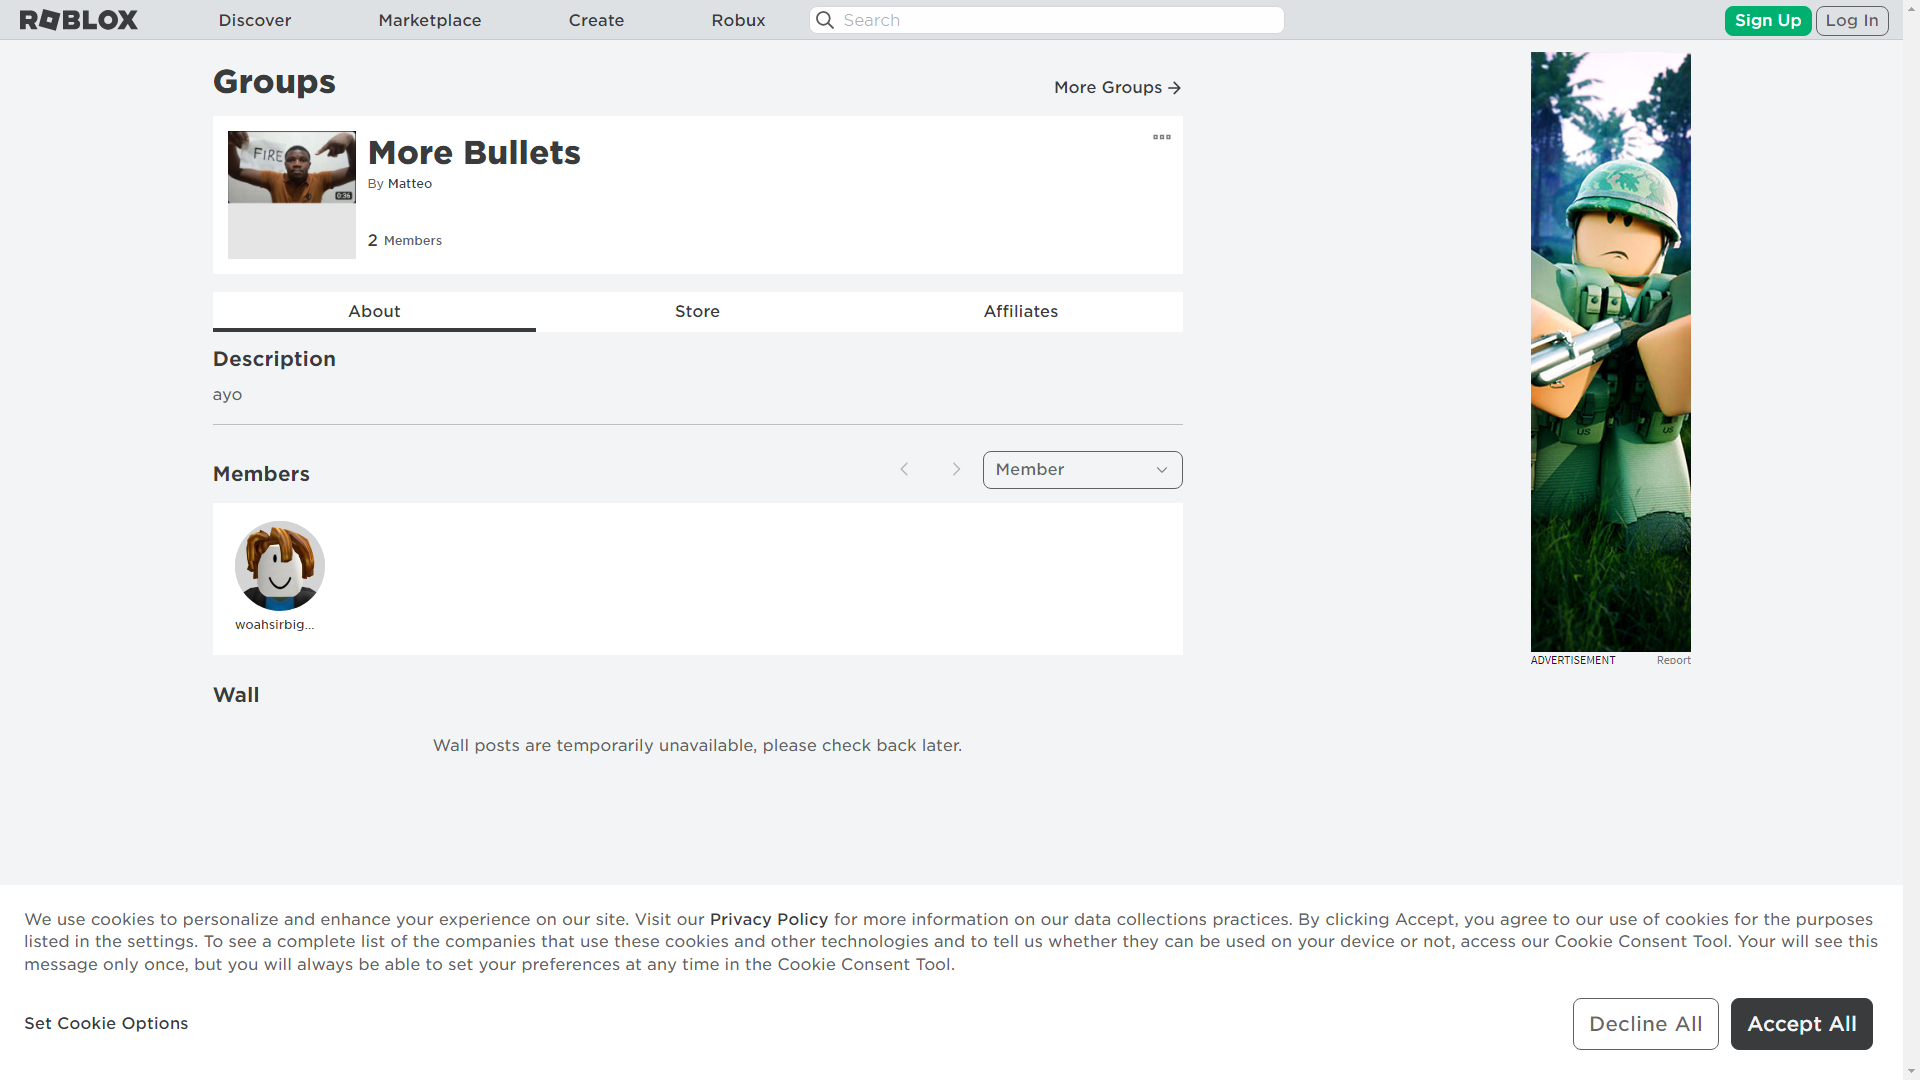 ROBLOX
Discover
Marketplace
Create
Robux
Search
Sign Up
Log In
Groups
More Groups
FIRE
0:36
More Bullets
By Matteo
2 Members
About
Store
Affiliates
Description
ayo
Members
Member
woahsirbig...
US
US
ADVERTISEMENT
Report
Wall
Wall posts are temporarily unavailable, please check back later.
We use cookies to personalize and enhance your experience on our site. Visit our Privacy Policy for more information on our data collections practices. By clicking Accept, you agree to our use of cookies for the purposes
listed in the settings. To see a complete list of the companies that use these cookies and other technologies and to tell us whether they can be used on your device or not, access our Cookie Consent Tool. Your will see this
message only once, but you will always be able to set your preferences at any time in the Cookie Consent Tool.
Set Cookie Options
Decline All
Accept All